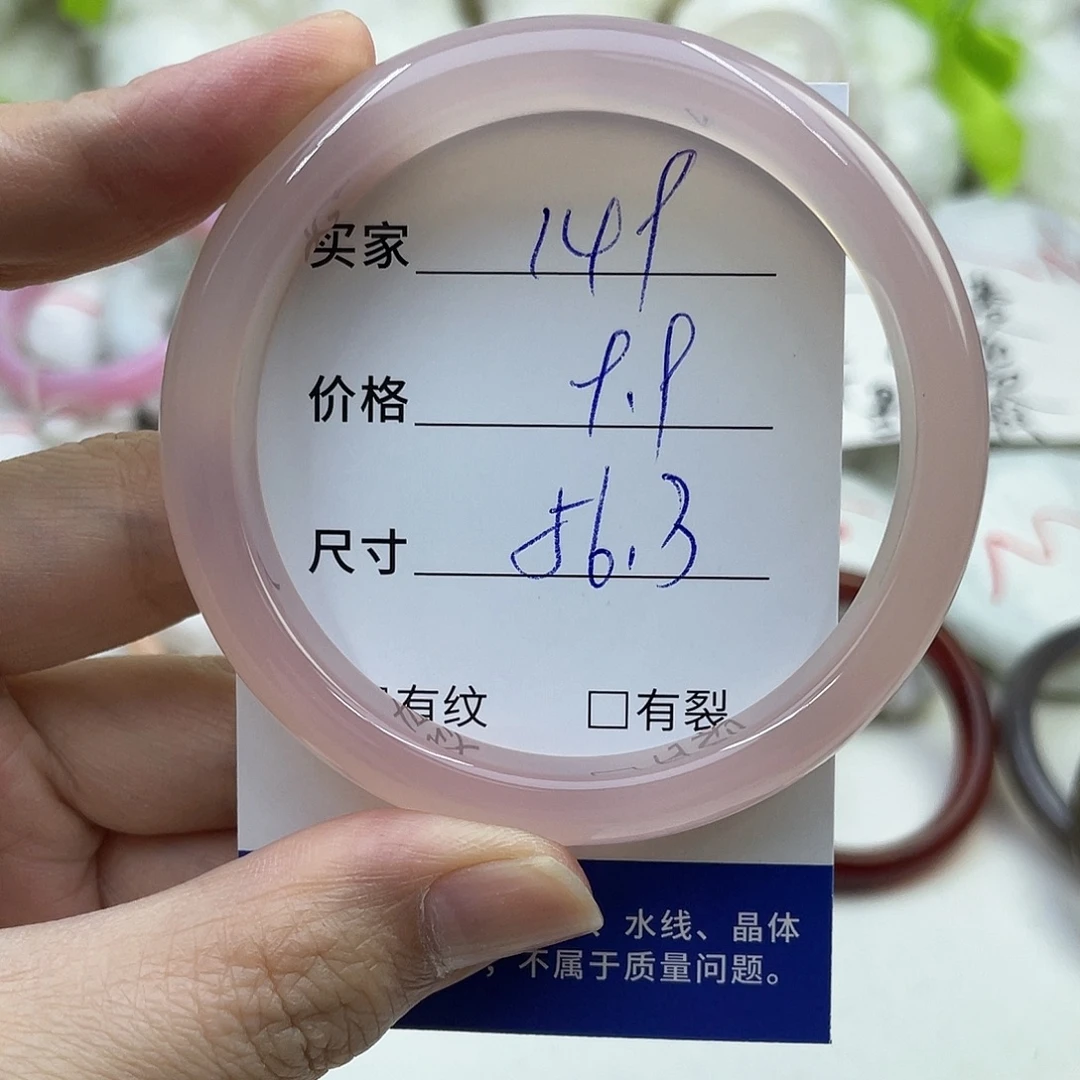 买家 149
价格 9.9
尺寸 56.3
有纹 □有裂
、水线、晶体
，不属于质量问题。